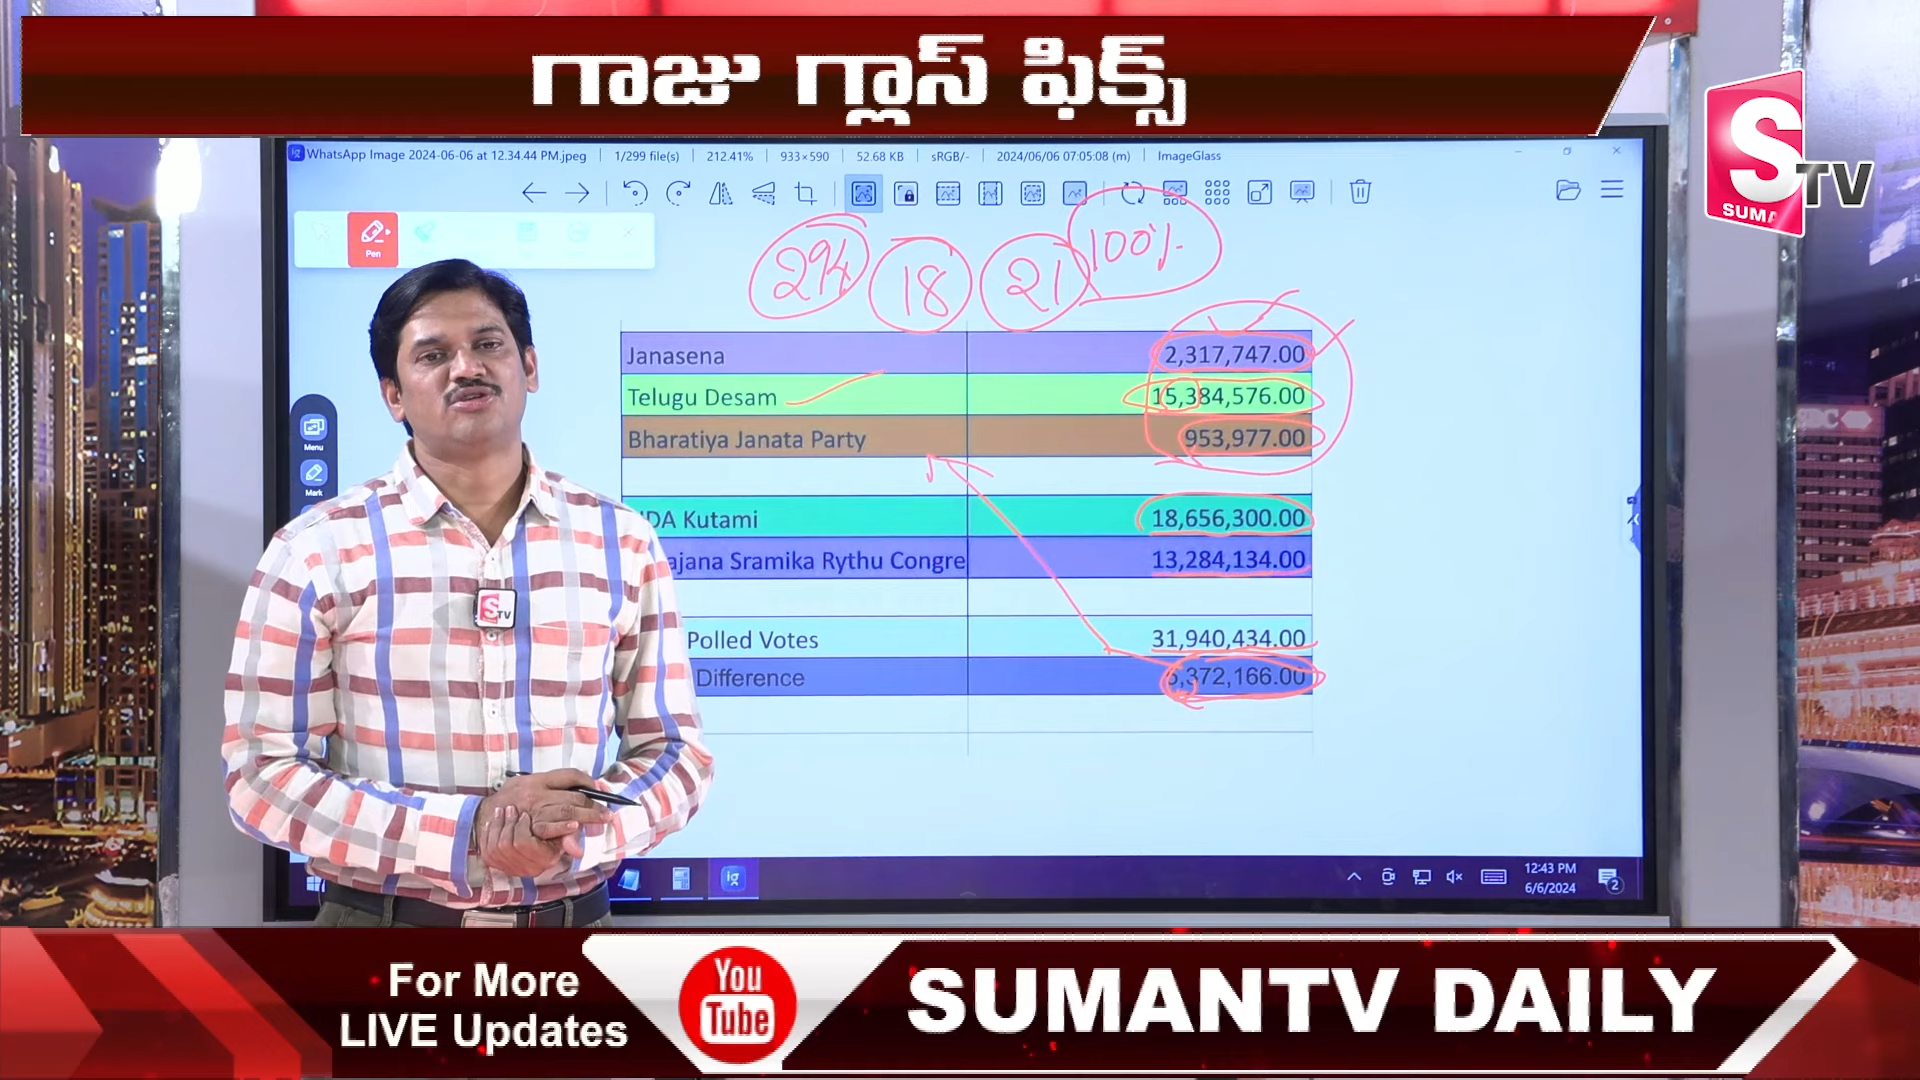 గాజు గ్లాస్ ఫిక్స్
S
TV
SUMA
WhatsApp Image 2024-06-06 at 12.34.44 PM.jpeg | 1/299 file(s) | 212.41% | 933×590 | 52.68 KB | sRGB/- | 2024/06/06 07:05:08 (m) | ImageGlass
Pen
294 18 21 100%
Janasena 2,317,747.00
Telugu Desam 15,384,576.00
Bharatiya Janata Party 953,977.00
Menu
Mark
DA Kutami 18,656,300.00
ajana Sramika Rythu Congre 13,284,134.00
STV
Polled Votes 31,940,434.00
Difference 5,372,166.00
12:43 PM
6/6/2024
2
For More
LIVE Updates
You
Tube
SUMANTV DAILY